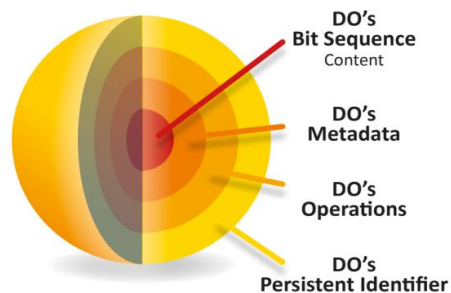 DO's
Bit Sequence
Content
DO's
Metadata
DO's
Operations
DO's
Persistent Identifier